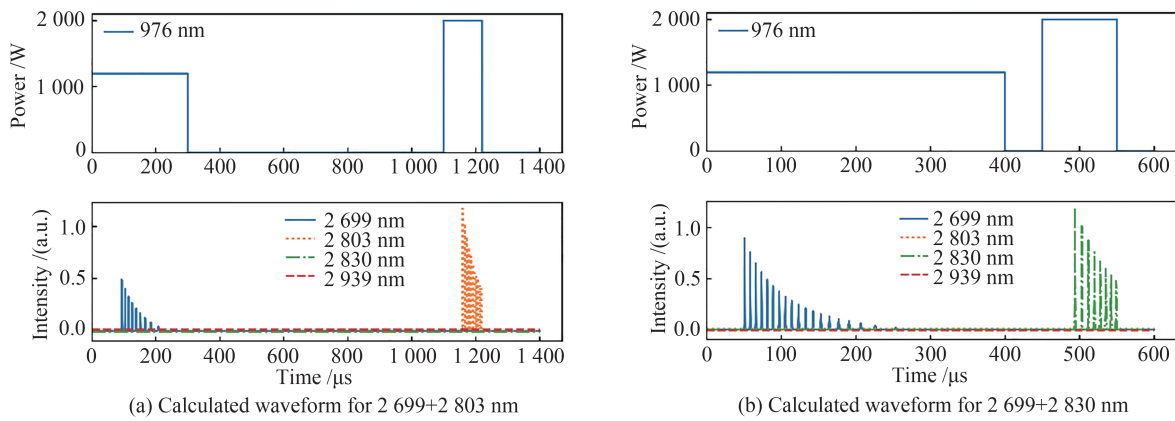 2 000
1 000
0
Power /W
976 nm
0 200 400 600 800 1 000 1 200 1 400
1.0
0.5
0.0
Intensity /(a.u.)
2 699 nm
2 803 nm
2 830 nm
2 939 nm
0 200 400 600 800 1 000 1 200 1 400
Time /μs
(a) Calculated waveform for 2 699+2 803 nm
2 000
1 000
0
Power /W
976 nm
0 100 200 300 400 500 600
1.0
0.5
0.0
Intensity /(a.u.)
2 699 nm
2 803 nm
2 830 nm
2 939 nm
0 100 200 300 400 500 600
Time /μs
(b) Calculated waveform for 2 699+2 830 nm